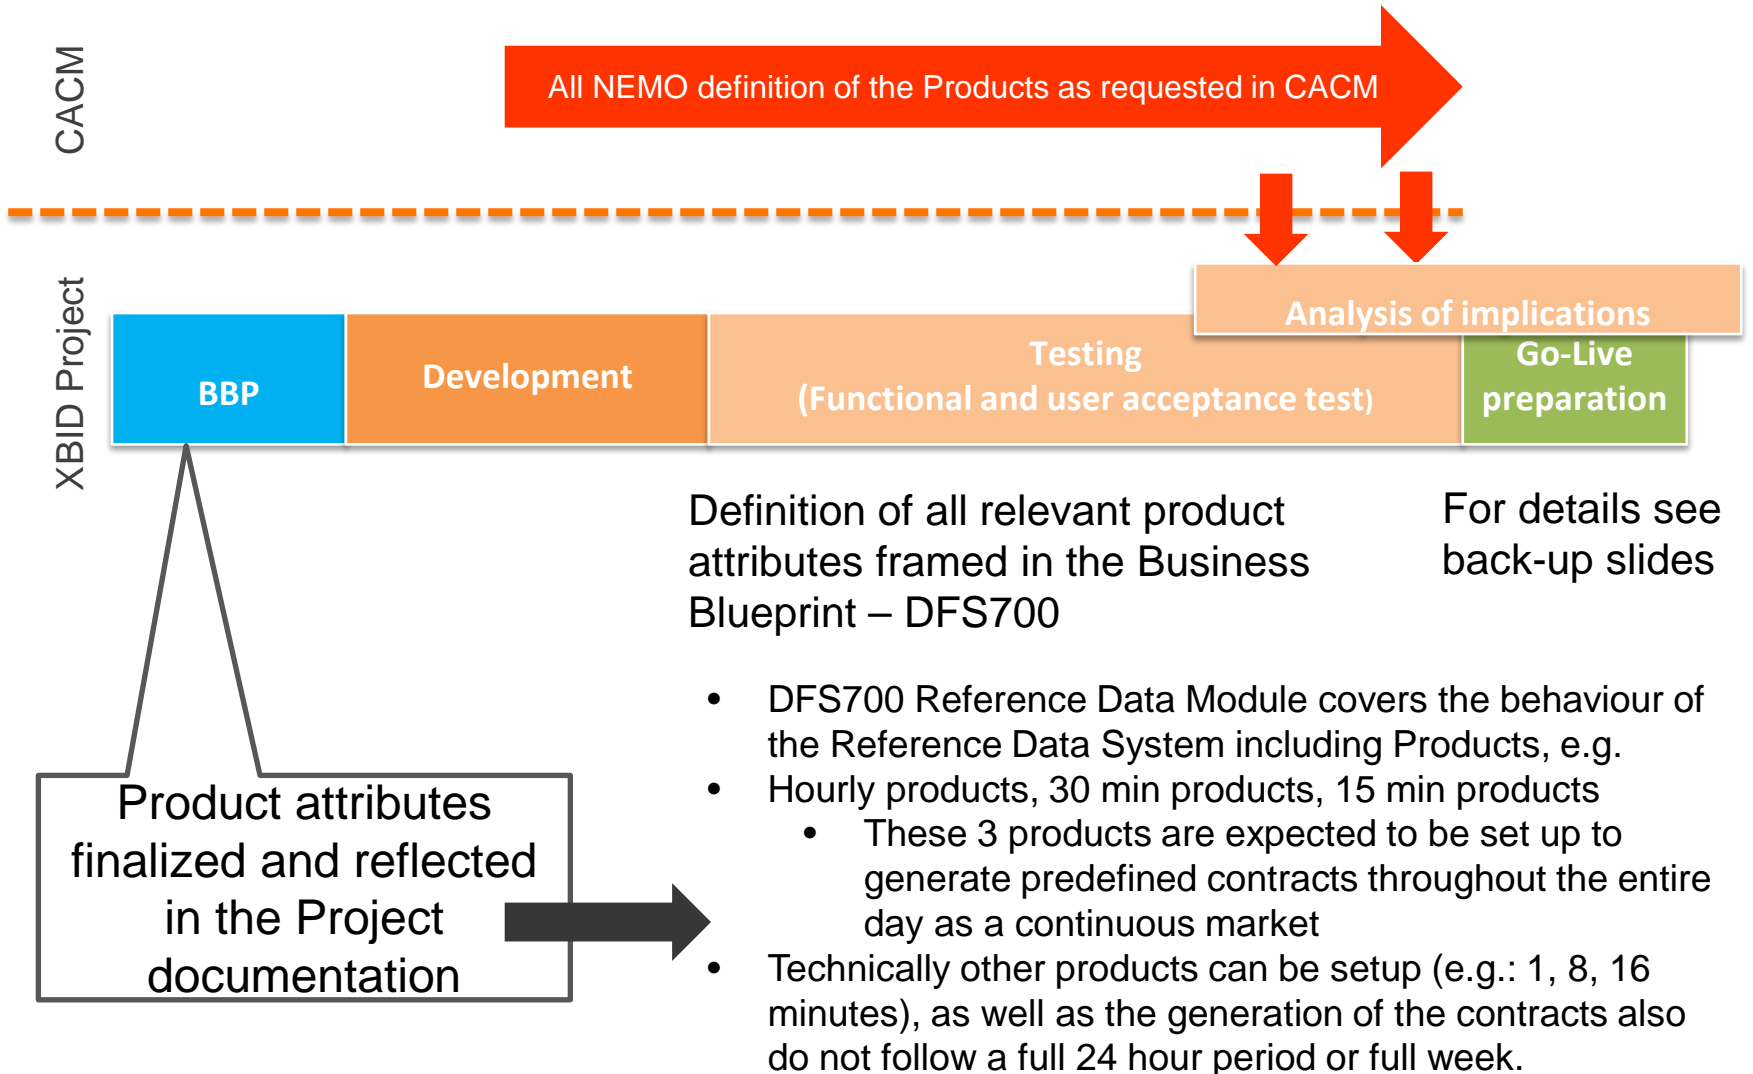 CACM
All NEMO definition of the Products as requested in CACM
XBID Project
BBP
Development
Testing
(Functional and user acceptance test)
Analysis of implications
Go-Live
preparation
Definition of all relevant product
attributes framed in the Business
Blueprint – DFS700
For details see
back-up slides
Product attributes
finalized and reflected
in the Project
documentation
• DFS700 Reference Data Module covers the behaviour of
the Reference Data System including Products, e.g.
• Hourly products, 30 min products, 15 min products
• These 3 products are expected to be set up to
generate predefined contracts throughout the entire
day as a continuous market
• Technically other products can be setup (e.g.: 1, 8, 16
minutes), as well as the generation of the contracts also
do not follow a full 24 hour period or full week.